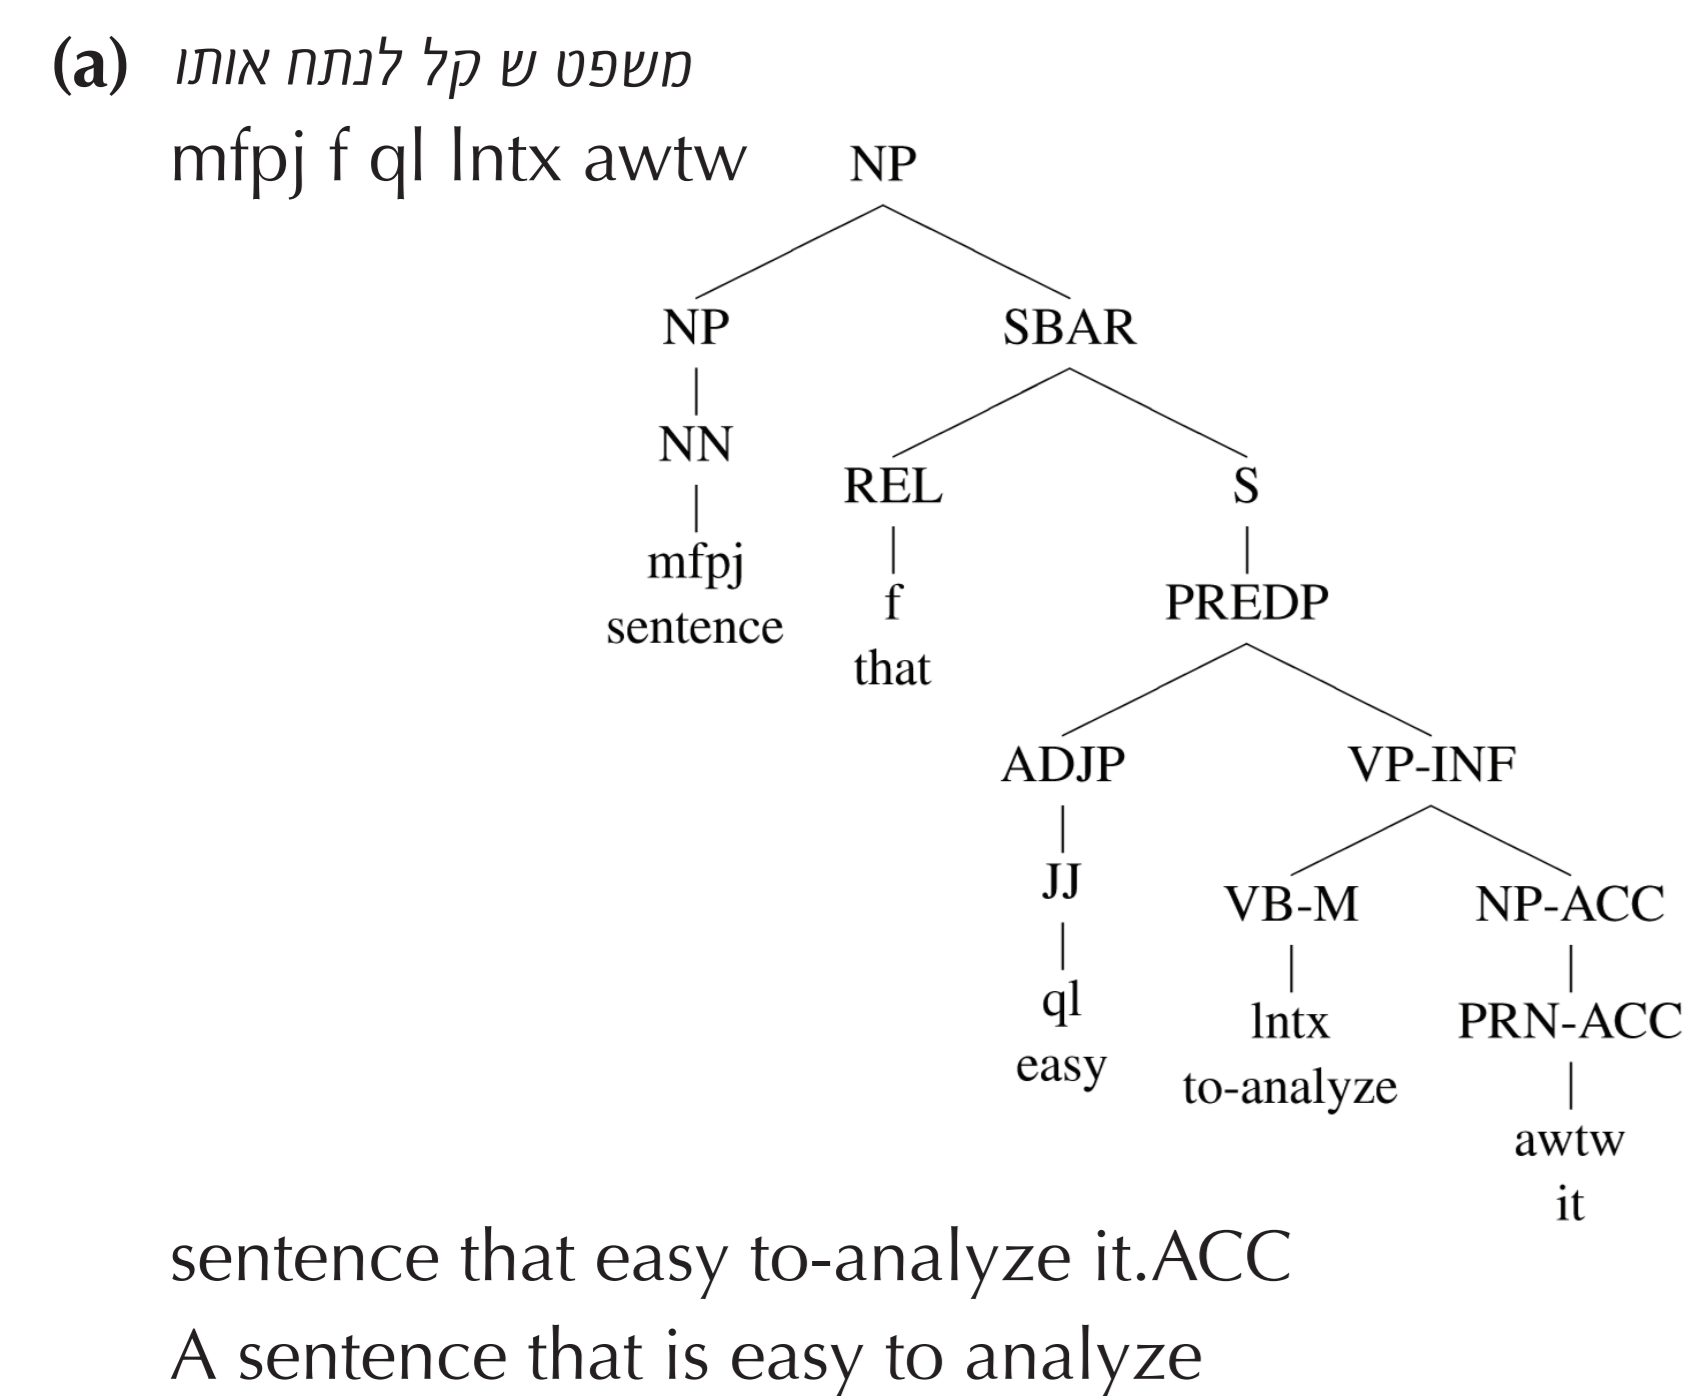 (a) משפט ש קל לנתח אותו
mfpj f ql lntx awtw
NP
NP SBAR
NN
REL S
mfpj
sentence
f
that
PREDP
ADJP VP-INF
JJ
VB-M NP-ACC
ql
easy
lntx
to-analyze
PRN-ACC
awtw
it
sentence that easy to-analyze it.ACC
A sentence that is easy to analyze